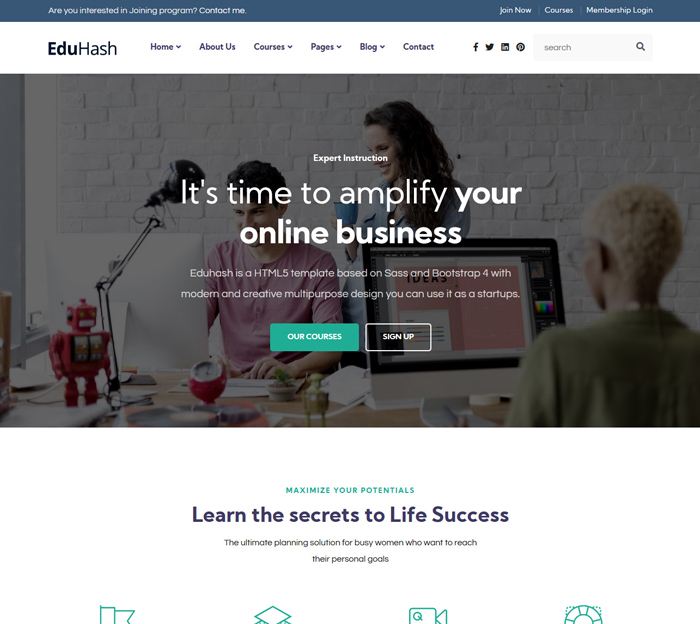 Are you interested in Joining program? Contact me.
Join Now Courses Membership Login
EduHash Home About Us Courses Pages Blog Contact search
Expert Instruction
It's time to amplify your
online business
Eduhash is a HTML5 template based on Sass and Bootstrap 4 with
modern and creative multipurpose design you can use it as a startups.
IDEAS
OUR COURSES SIGN UP
MAXIMIZE YOUR POTENTIALS
Learn the secrets to Life Success
The ultimate planning solution for busy women who want to reach
their personal goals